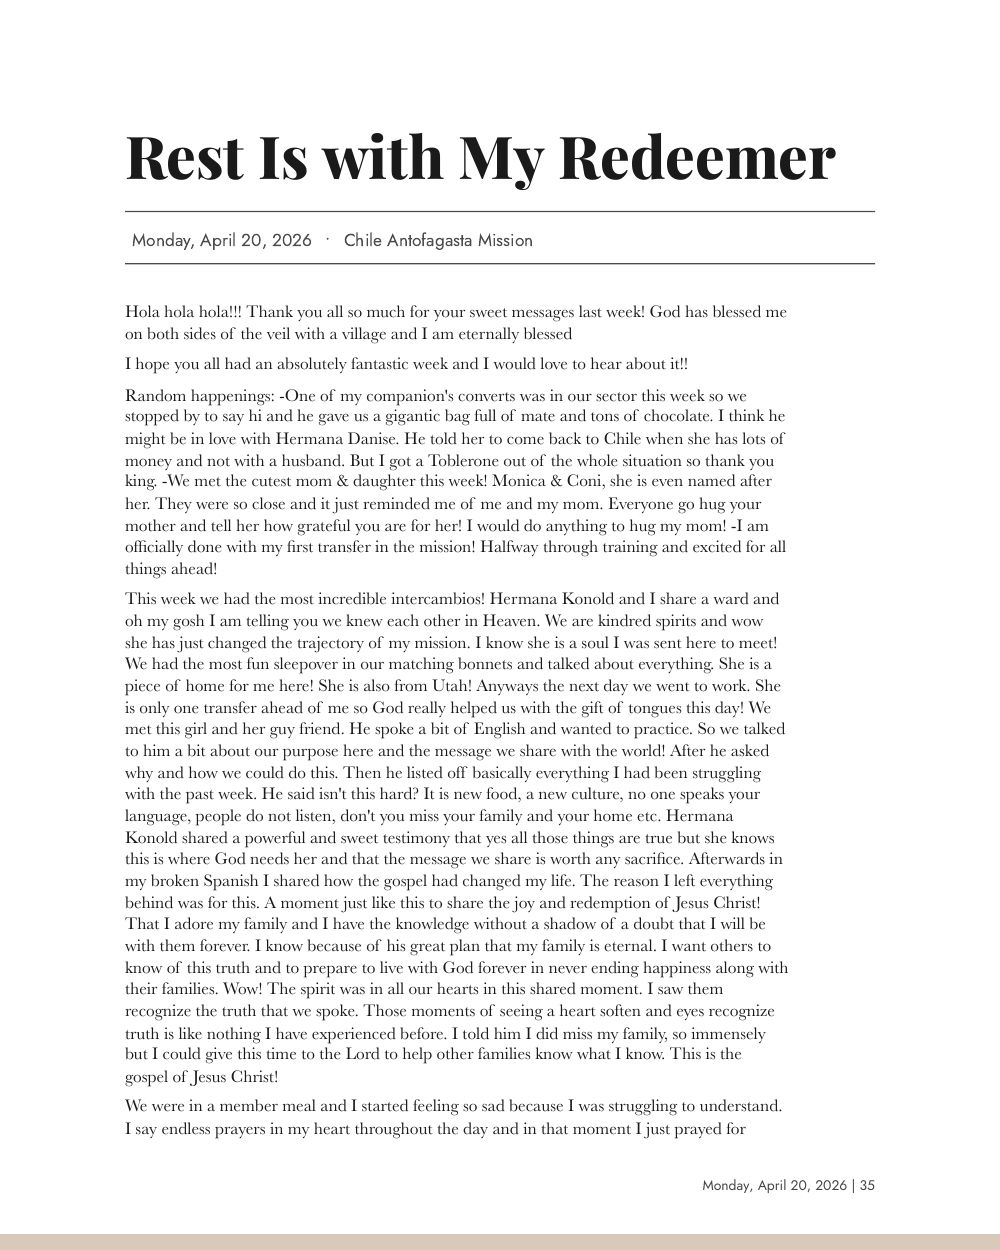 Rest Is with My Redeemer
Monday, April 20, 2026 · Chile Antofagasta Mission
Hola hola hola!!! Thank you all so much for your sweet messages last week! God has blessed me
on both sides of the veil with a village and I am eternally blessed
I hope you all had an absolutely fantastic week and I would love to hear about it!!
Random happenings: -One of my companion's converts was in our sector this week so we
stopped by to say hi and he gave us a gigantic bag full of mate and tons of chocolate. I think he
might be in love with Hermana Danise. He told her to come back to Chile when she has lots of
money and not with a husband. But I got a Toblerone out of the whole situation so thank you
king. -We met the cutest mom & daughter this week! Monica & Coni, she is even named after
her. They were so close and it just reminded me of me and my mom. Everyone go hug your
mother and tell her how grateful you are for her! I would do anything to hug my mom! -I am
officially done with my first transfer in the mission! Halfway through training and excited for all
things ahead!
This week we had the most incredible intercambios! Hermana Konold and I share a ward and
oh my gosh I am telling you we knew each other in Heaven. We are kindred spirits and wow
she has just changed the trajectory of my mission. I know she is a soul I was sent here to meet!
We had the most fun sleepover in our matching bonnets and talked about everything. She is a
piece of home for me here! She is also from Utah! Anyways the next day we went to work. She
is only one transfer ahead of me so God really helped us with the gift of tongues this day! We
met this girl and her guy friend. He spoke a bit of English and wanted to practice. So we talked
to him a bit about our purpose here and the message we share with the world! After he asked
why and how we could do this. Then he listed off basically everything I had been struggling
with the past week. He said isn't this hard? It is new food, a new culture, no one speaks your
language, people do not listen, don't you miss your family and your home etc. Hermana
Konold shared a powerful and sweet testimony that yes all those things are true but she knows
this is where God needs her and that the message we share is worth any sacrifice. Afterwards in
my broken Spanish I shared how the gospel had changed my life. The reason I left everything
behind was for this. A moment just like this to share the joy and redemption of Jesus Christ!
That I adore my family and I have the knowledge without a shadow of a doubt that I will be
with them forever. I know because of his great plan that my family is eternal. I want others to
know of this truth and to prepare to live with God forever in never ending happiness along with
their families. Wow! The spirit was in all our hearts in this shared moment. I saw them
recognize the truth that we spoke. Those moments of seeing a heart soften and eyes recognize
truth is like nothing I have experienced before. I told him I did miss my family, so immensely
but I could give this time to the Lord to help other families know what I know. This is the
gospel of Jesus Christ!
We were in a member meal and I started feeling so sad because I was struggling to understand.
I say endless prayers in my heart throughout the day and in that moment I just prayed for
Monday, April 20, 2026 | 35